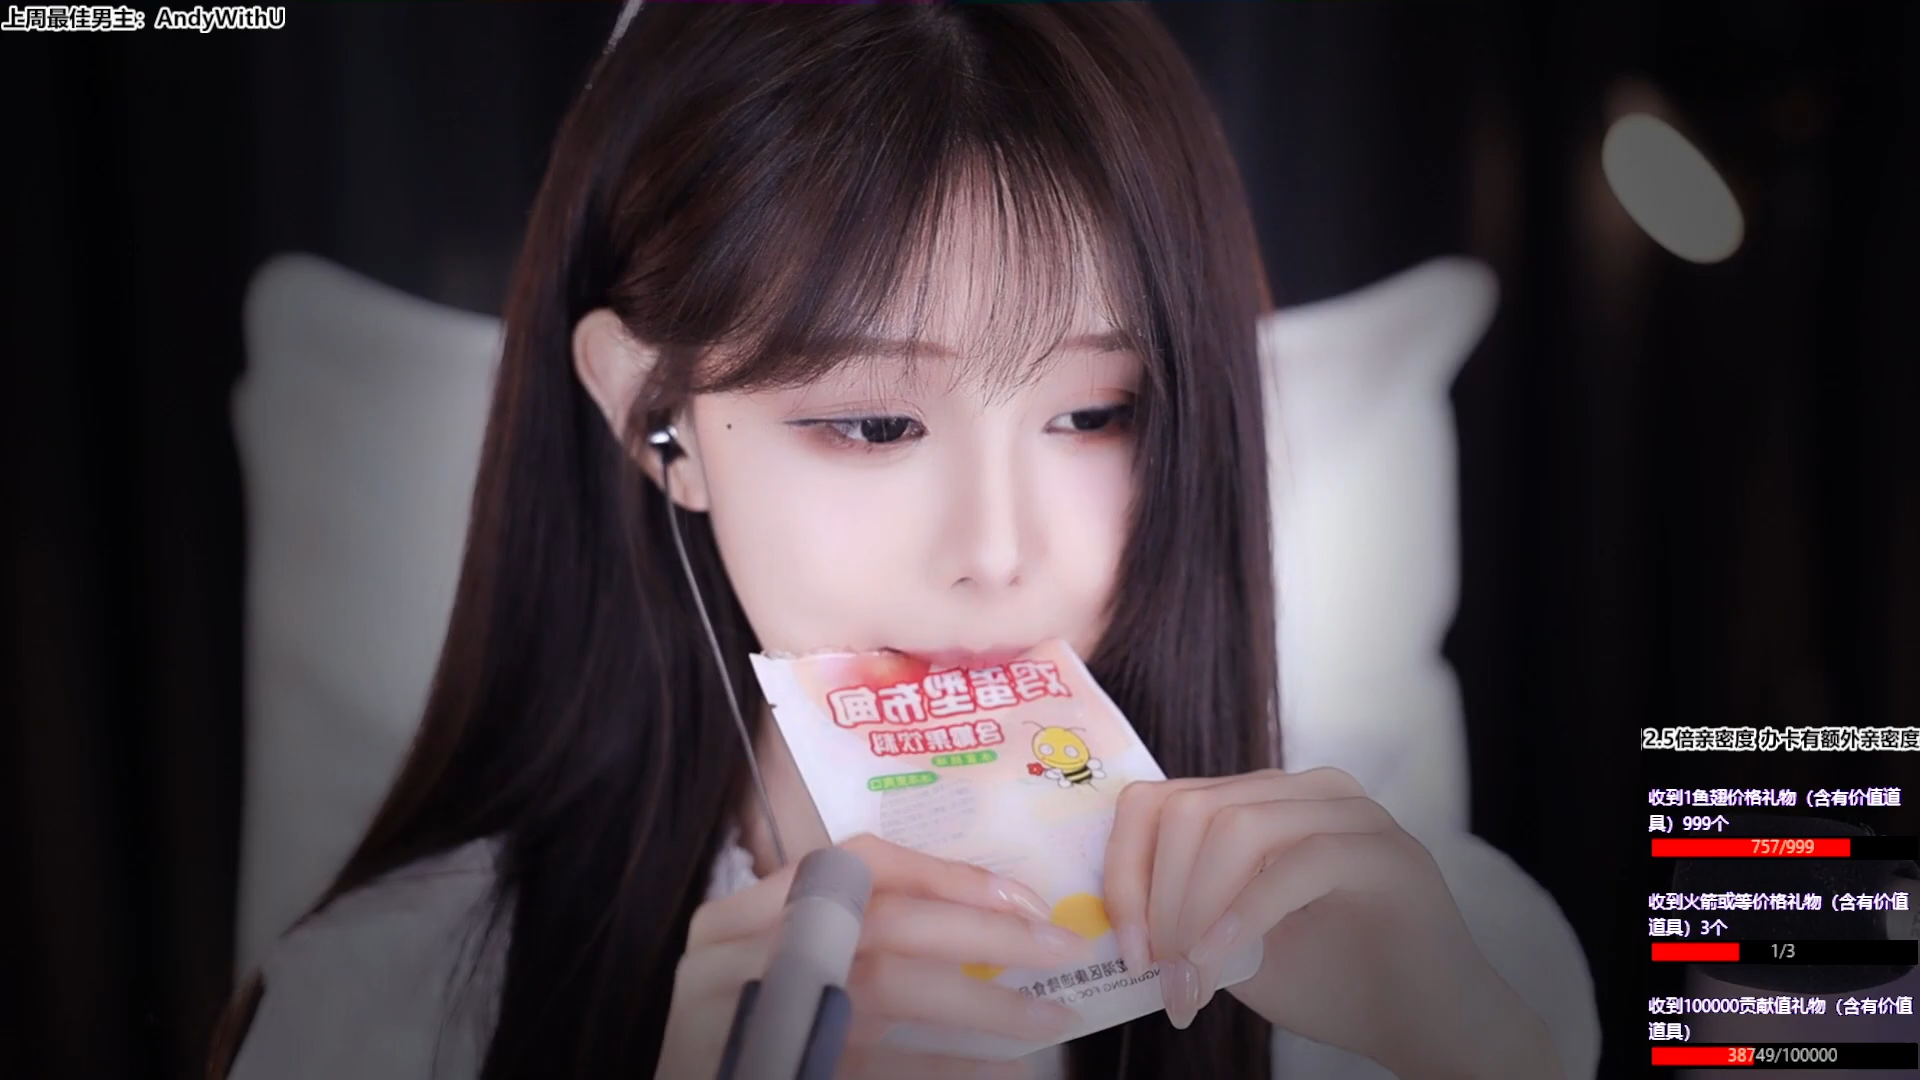 上周最佳男主：AndyWithU
鸡蛋型布甸
含椰果饮料
2.5倍亲密度 办卡有额外亲密度
收到1鱼翅价格礼物（含有价值道
具）999个
757/999
收到火箭或等价格礼物（含有价值
道具）3个
1/3
收到100000贡献值礼物（含有价值
道具）
38749/100000